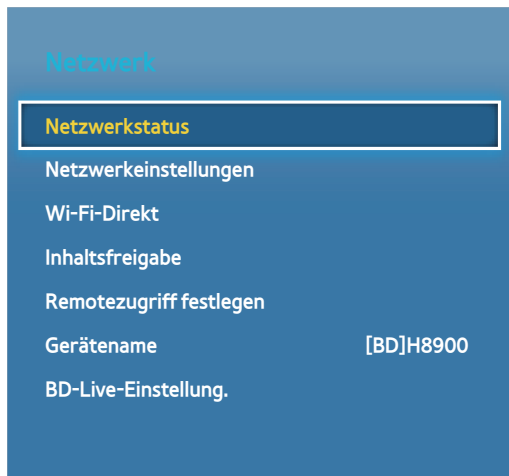 Netzwerk
Netzwerkstatus
Netzwerkeinstellungen
Wi-Fi-Direkt
Inhaltsfreigabe
Remotezugriff festlegen
Gerätename [BD]H8900
BD-Live-Einstellung.